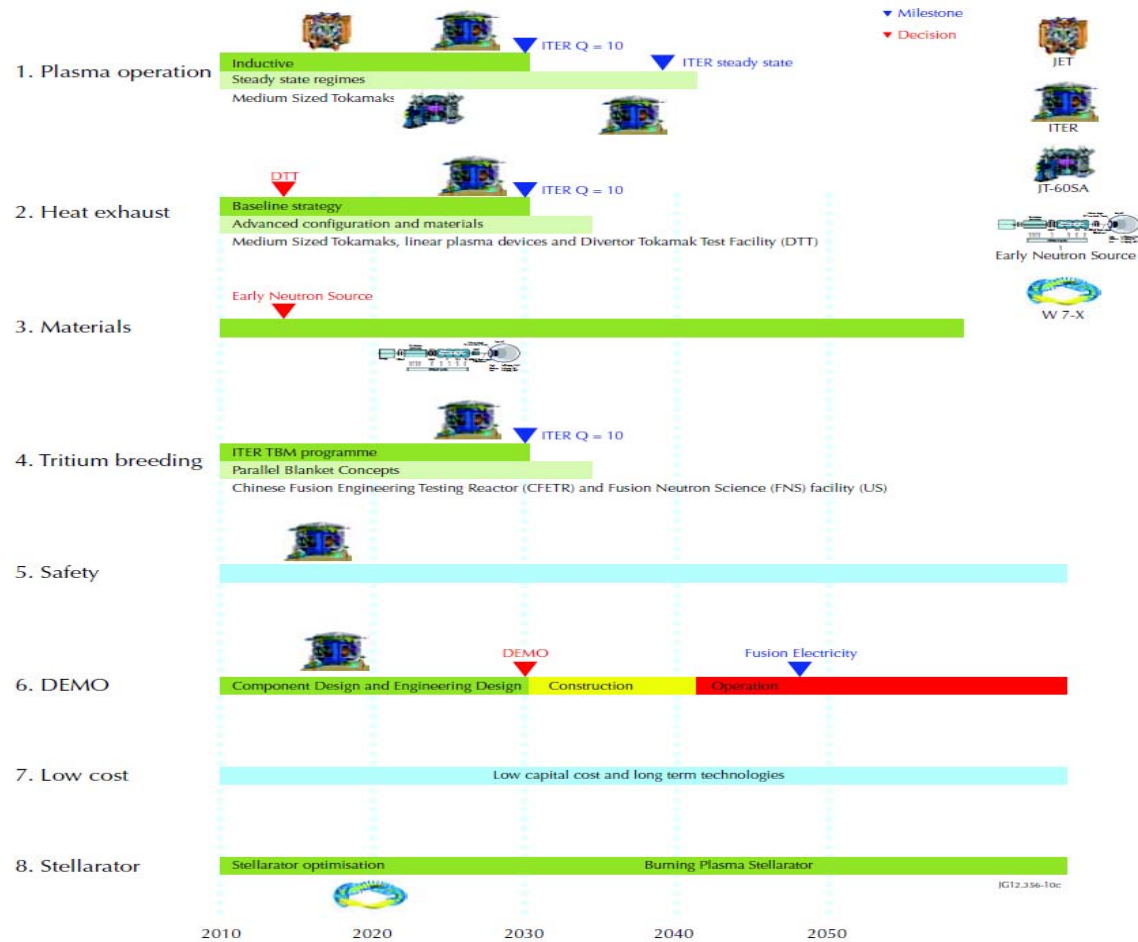 Milestone
Decision
JET
ITER
JT-60SA
Early Neutron Source
W 7-X
1. Plasma operation
ITER Q = 10
Inductive
ITER steady state
Steady state regimes
Medium Sized Tokamaks
2. Heat exhaust
DTT
ITER Q = 10
Baseline strategy
Advanced configuration and materials
Medium Sized Tokamaks, linear plasma devices and Divertor Tokamak Test Facility (DTT)
3. Materials
Early Neutron Source
4. Tritium breeding
ITER Q = 10
ITER TBM programme
Parallel Blanket Concepts
Chinese Fusion Engineering Testing Reactor (CFETR) and Fusion Neutron Science (FNS) facility (US)
5. Safety
6. DEMO
DEMO
Fusion Electricity
Component Design and Engineering Design
Construction
Operation
7. Low cost
Low capital cost and long term technologies
8. Stellarator
Stellarator optimisation
Burning Plasma Stellarator
JG12.356-10c
2010
2020
2030
2040
2050